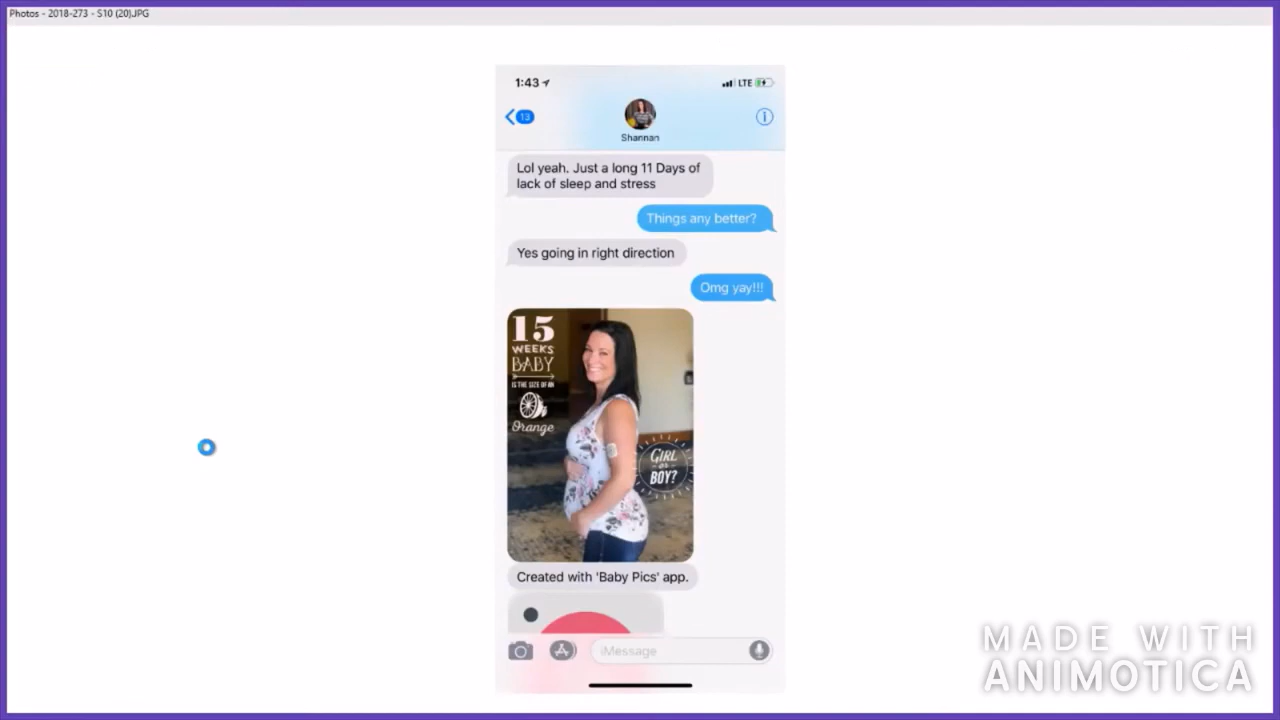 Photos - 2018-273 - S10 (20).JPG
1:43
LTE
13
Shannan
Lol yeah. Just a long 11 Days of
lack of sleep and stress
Things any better?
Yes going in right direction
Omg yay!!!
15
WEEKS
BABY
IS THE SIZE OF AN
Orange
GIRL
or
BOY?
Created with 'Baby Pics' app.
iMessage
MADE WITH
ANIMOTICA